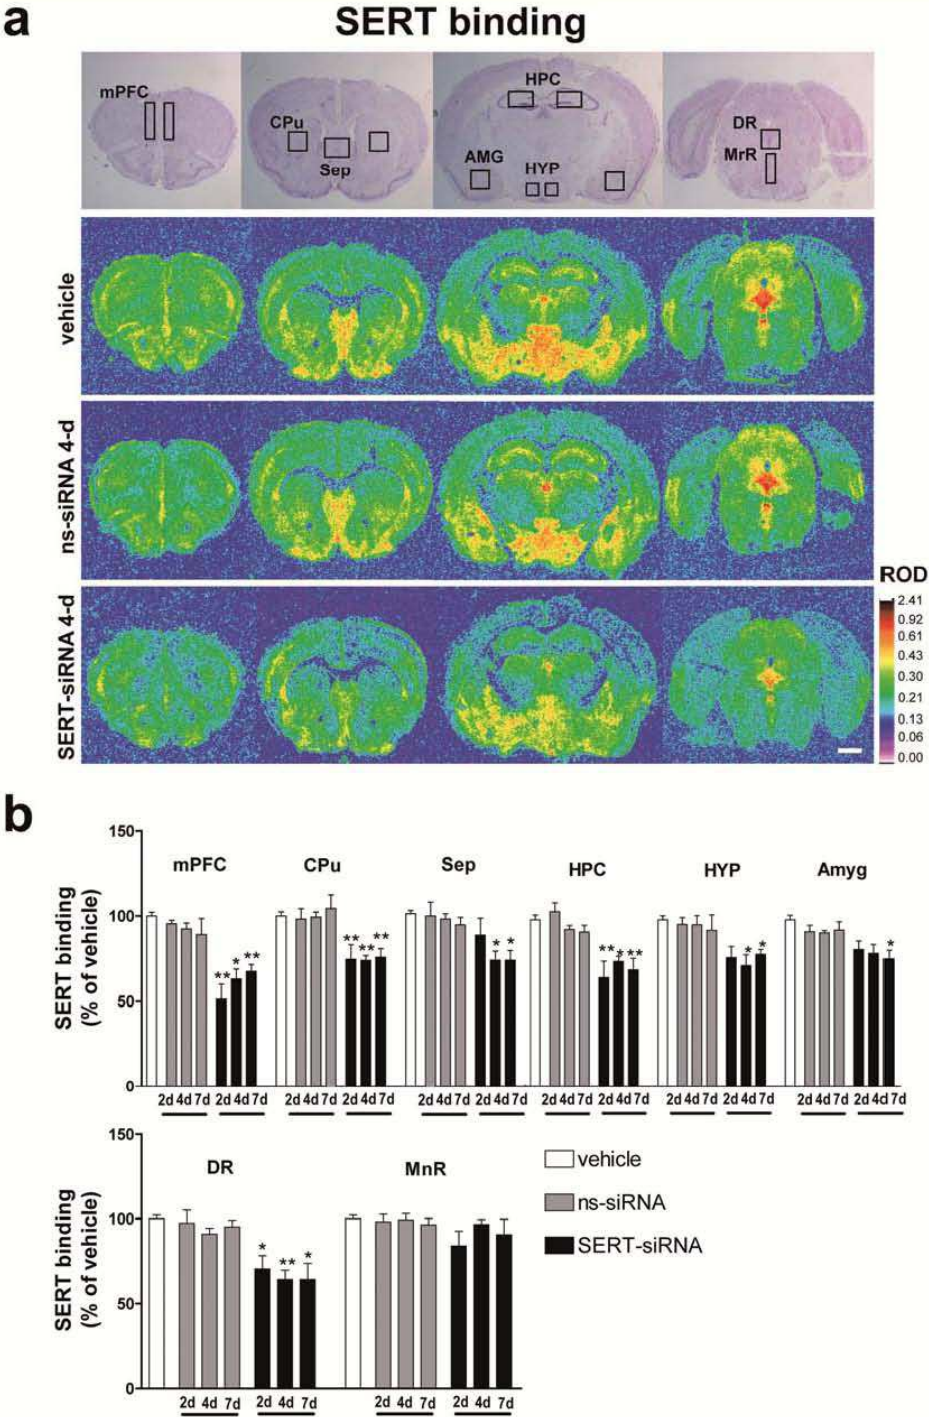 a
SERT binding
mPFC
CPu
Sep
HPC
AMG
HYP
DR
MrR
vehicle
ns-siRNA 4-d
SERT-siRNA 4-d
ROD
2.41
0.92
0.61
0.43
0.30
0.21
0.13
0.06
0.00
b
SERT binding
(% of vehicle)
150
100
50
0
mPFC
CPu
Sep
HPC
HYP
Amyg
** * **
** ** **
* *
** * **
* *
*
2d 4d 7d 2d 4d 7d
2d 4d 7d 2d 4d 7d
2d 4d 7d 2d 4d 7d
2d 4d 7d 2d 4d 7d
2d 4d 7d 2d 4d 7d
2d 4d 7d 2d 4d 7d
SERT binding
(% of vehicle)
150
100
50
0
DR
MnR
* ** *
2d 4d 7d 2d 4d 7d
2d 4d 7d 2d 4d 7d
vehicle
ns-siRNA
SERT-siRNA